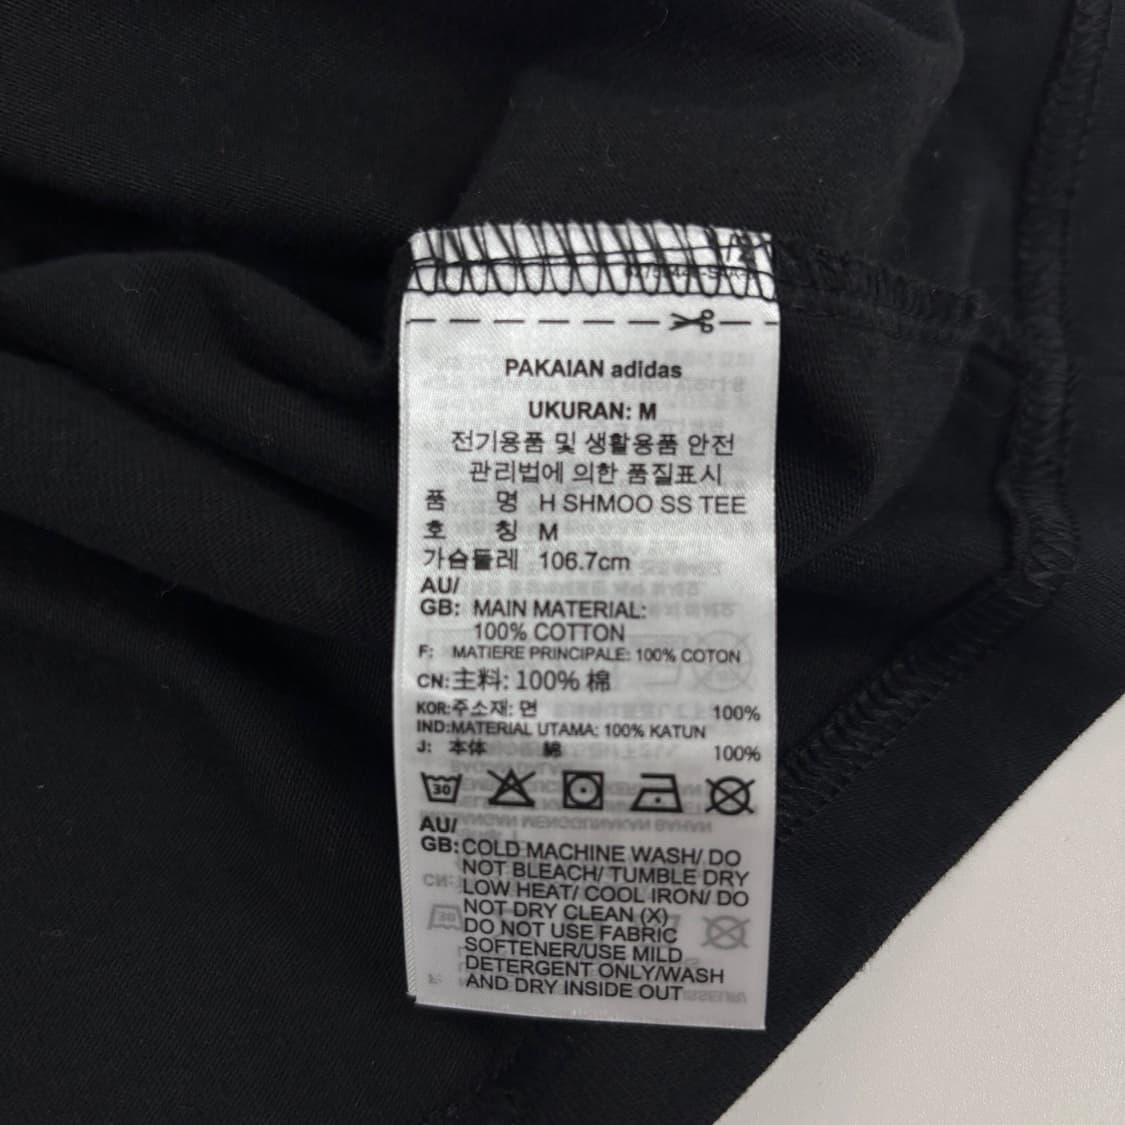 PAKAIAN adidas
UKURAN: M
전기용품 및 생활용품 안전
관리법에 의한 품질표시
품 명 H SHMOO SS TEE
호 칭 M
가슴둘레 106.7cm
AU/
GB: MAIN MATERIAL:
100% COTTON
F: MATIERE PRINCIPALE: 100% COTON
CN:主料: 100% 棉
KOR:주소재: 면 100%
IND:MATERIAL UTAMA: 100% KATUN
J: 本体 綿 100%
30
AU/
GB:COLD MACHINE WASH/ DO
NOT BLEACH/ TUMBLE DRY
LOW HEAT/ COOL IRON/ DO
NOT DRY CLEAN (X)
DO NOT USE FABRIC
SOFTENER/USE MILD
DETERGENT ONLY/WASH
AND DRY INSIDE OUT